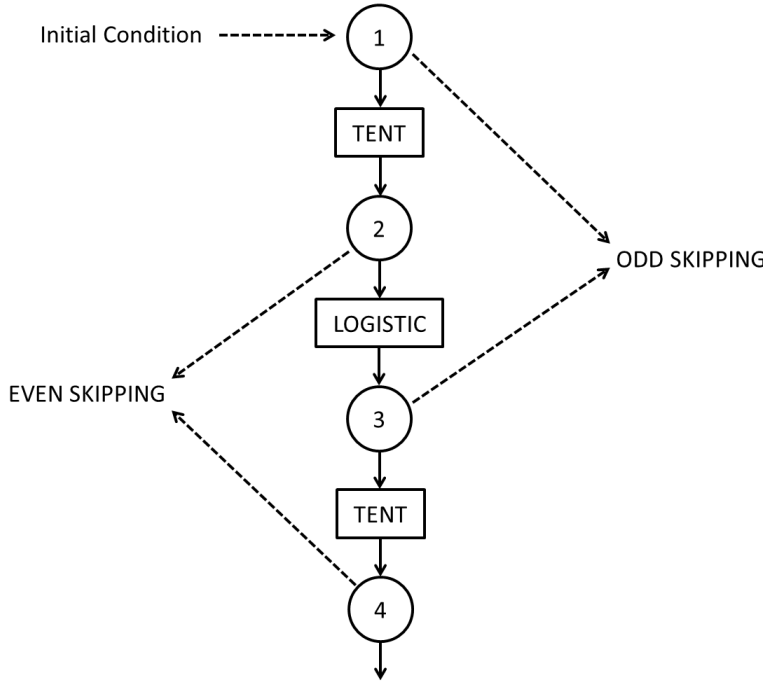 Initial Condition
1
TENT
2
ODD SKIPPING
LOGISTIC
EVEN SKIPPING
3
TENT
4